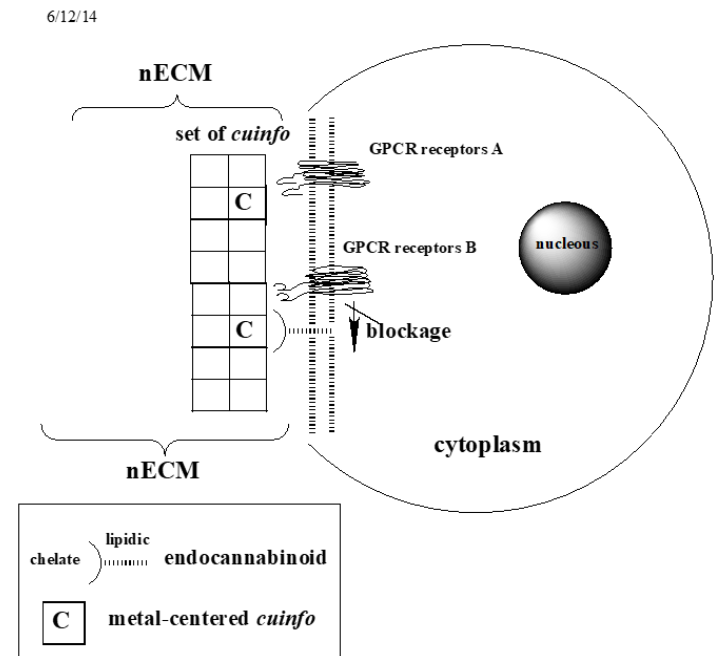 6/12/14
nECM
set of cuinfo
GPCR receptors A
C
GPCR receptors B
nucleous
C
blockage
cytoplasm
nECM
chelate
lipidic
endocannabinoid
C
metal-centered cuinfo